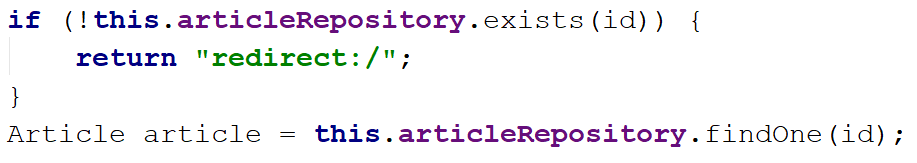 if (!this.articleRepository.exists(id)) {
    return "redirect:/";
}
Article article = this.articleRepository.findOne(id);